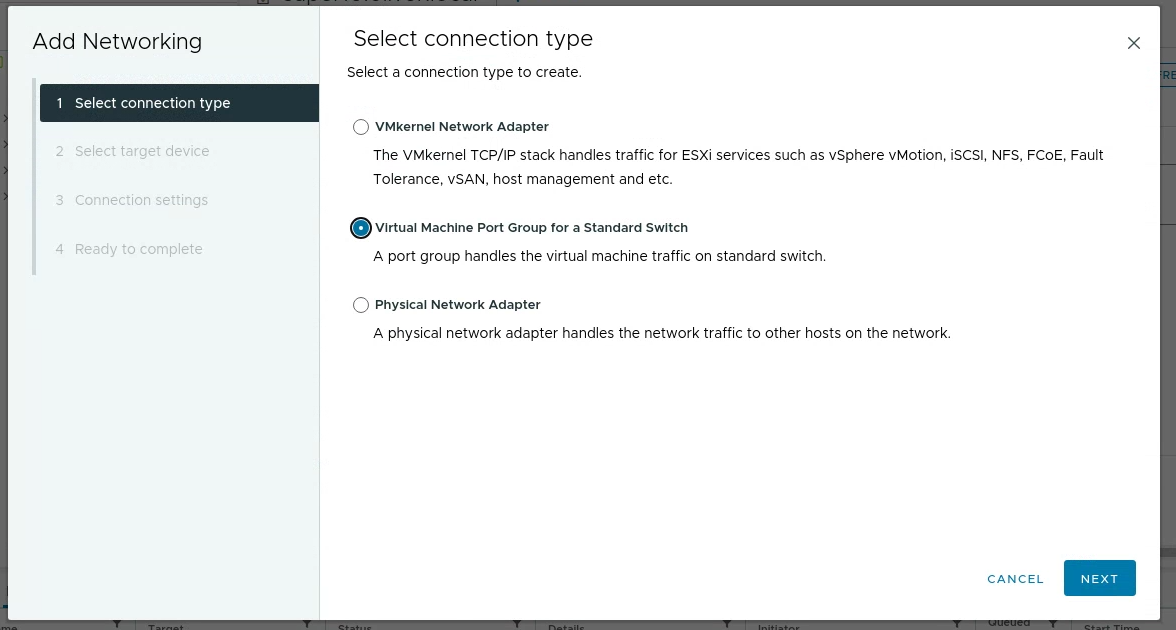 Add Networking
1 Select connection type
2 Select target device
3 Connection settings
4 Ready to complete
Select connection type
Select a connection type to create.
VMkernel Network Adapter
The VMkernel TCP/IP stack handles traffic for ESXi services such as vSphere vMotion, iSCSI, NFS, FCoE, Fault
Tolerance, vSAN, host management and etc.
Virtual Machine Port Group for a Standard Switch
A port group handles the virtual machine traffic on standard switch.
Physical Network Adapter
A physical network adapter handles the network traffic to other hosts on the network.
CANCEL
NEXT
Target
Status
Details
Initiator
Queued
Start Time